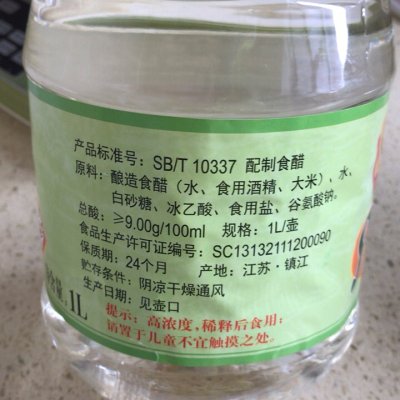 产品标准号：SB/T 10337 配制食醋
原料：酿造食醋（水、食用酒精、大米）、水、
白砂糖、冰乙酸、食用盐、谷氨酸钠。
总酸：≥9.00g/100ml 规格：1L/壶
食品生产许可证编号：SC13132111200090
保质期：24个月 产地：江苏·镇江
贮存条件：阴凉干燥通风
生产日期：见壶口
提示：高浓度，稀释后食用；
请置于儿童不宜触摸之处。
含量：1L